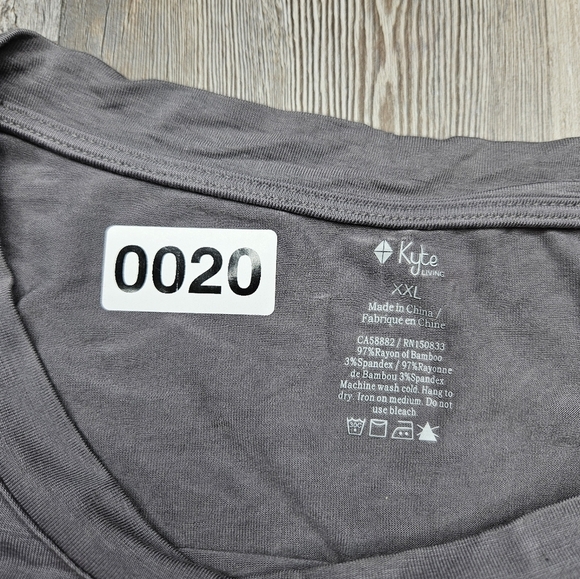 0020
Kyte
LIVING
XXL
Made in China /
Fabriqué en Chine
CA58882 / RN150833
97%Rayon of Bamboo
3%Spandex / 97%Rayonne
de Bambou 3%Spandex
Machine wash cold. Hang to
dry. Iron on medium. Do not
use bleach
30C